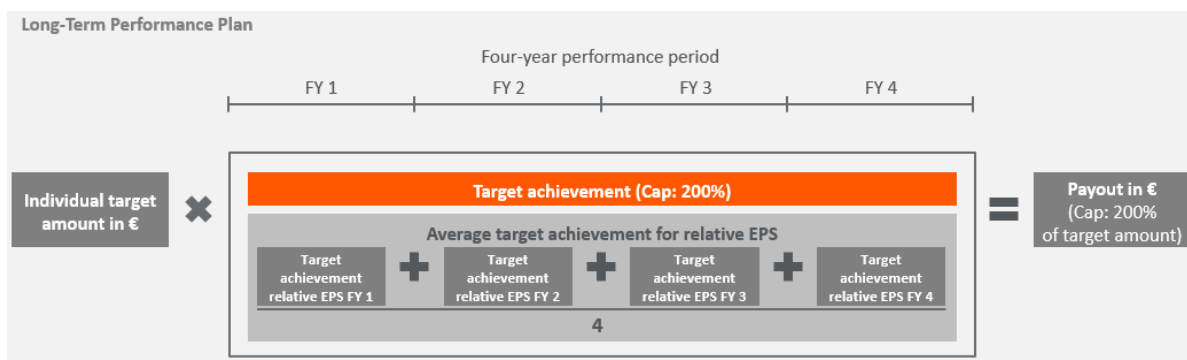 Long-Term Performance Plan
Four-year performance period
FY 1
FY 2
FY 3
FY 4
Individual target
amount in €
Target achievement (Cap: 200%)
Average target achievement for relative EPS
Target
achievement
relative EPS FY 1
Target
achievement
relative EPS FY 2
Target
achievement
relative EPS FY 3
Target
achievement
relative EPS FY 4
4
Payout in €
(Cap: 200%
of target amount)